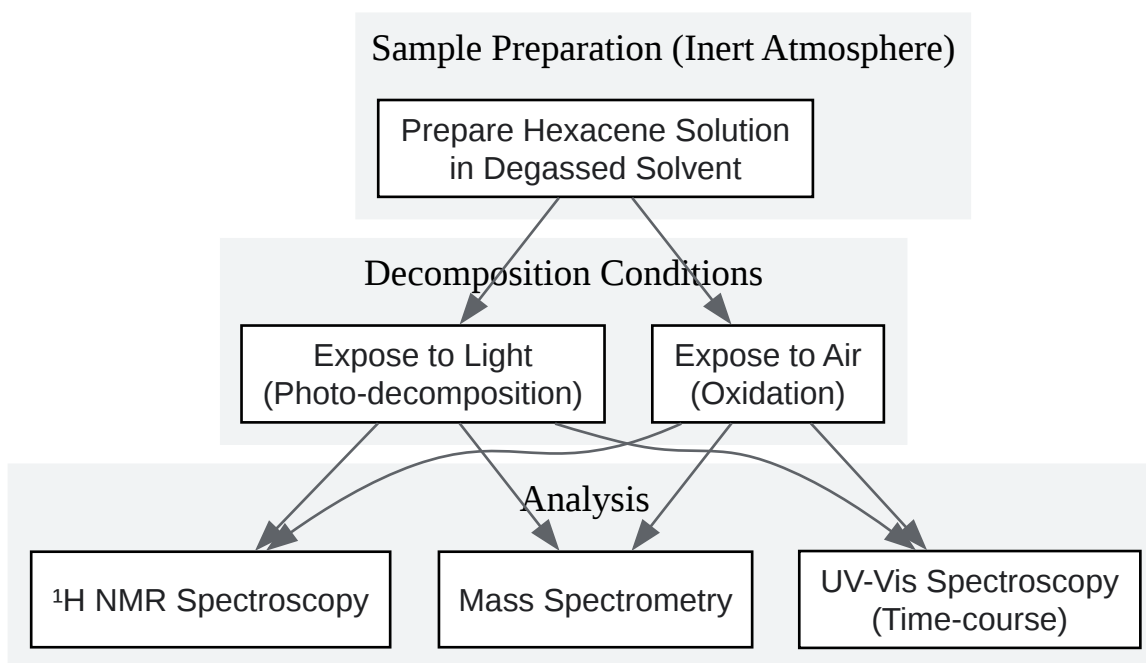 Sample Preparation (Inert Atmosphere)
Prepare Hexacene Solution
in Degassed Solvent
Decomposition Conditions
Expose to Light
(Photo-decomposition)
Expose to Air
(Oxidation)
Analysis
¹H NMR Spectroscopy
Mass Spectrometry
UV-Vis Spectroscopy
(Time-course)